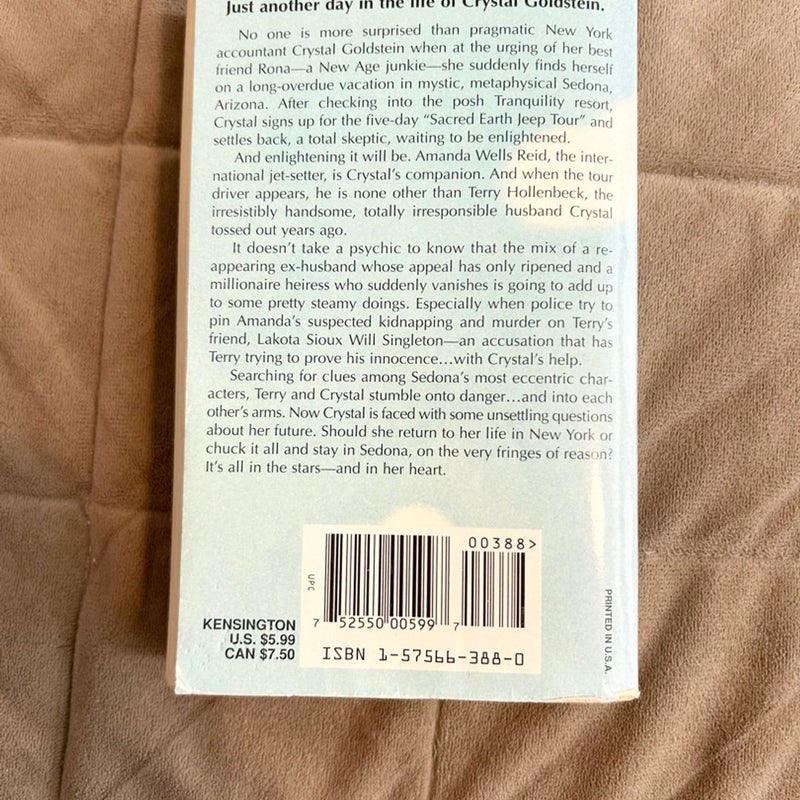 Just another day in the life of Crystal Goldstein.
No one is more surprised than pragmatic New York
accountant Crystal Goldstein when at the urging of her best
friend Rona—a New Age junkie—she suddenly finds herself
on a long-overdue vacation in mystic, metaphysical Sedona,
Arizona. After checking into the posh Tranquility resort,
Crystal signs up for the five-day “Sacred Earth Jeep Tour” and
settles back, a total skeptic, waiting to be enlightened.
And enlightening it will be. Amanda Wells Reid, the inter-
national jet-setter, is Crystal’s companion. And when the tour
driver appears, he is none other than Terry Hollenbeck, the
irresistibly handsome, totally irresponsible husband Crystal
tossed out years ago.
It doesn’t take a psychic to know that the mix of a re-
appearing ex-husband whose appeal has only ripened and a
millionaire heiress who suddenly vanishes is going to add up
to some pretty steamy doings. Especially when police try to
pin Amanda’s suspected kidnapping and murder on Terry’s
friend, Lakota Sioux Will Singleton—an accusation that has
Terry trying to prove his innocence...with Crystal’s help.
Searching for clues among Sedona’s most eccentric char-
acters, Terry and Crystal stumble onto danger...and into each
other’s arms. Now Crystal is faced with some unsettling questions
about her future. Should she return to her life in New York or
chuck it all and stay in Sedona, on the very fringes of reason?
It’s all in the stars—and in her heart.
00388>
UPC
7 52550 00599 7
KENSINGTON
U.S. $5.99
CAN $7.50
ISBN 1-57566-388-0
PRINTED IN U.S.A.